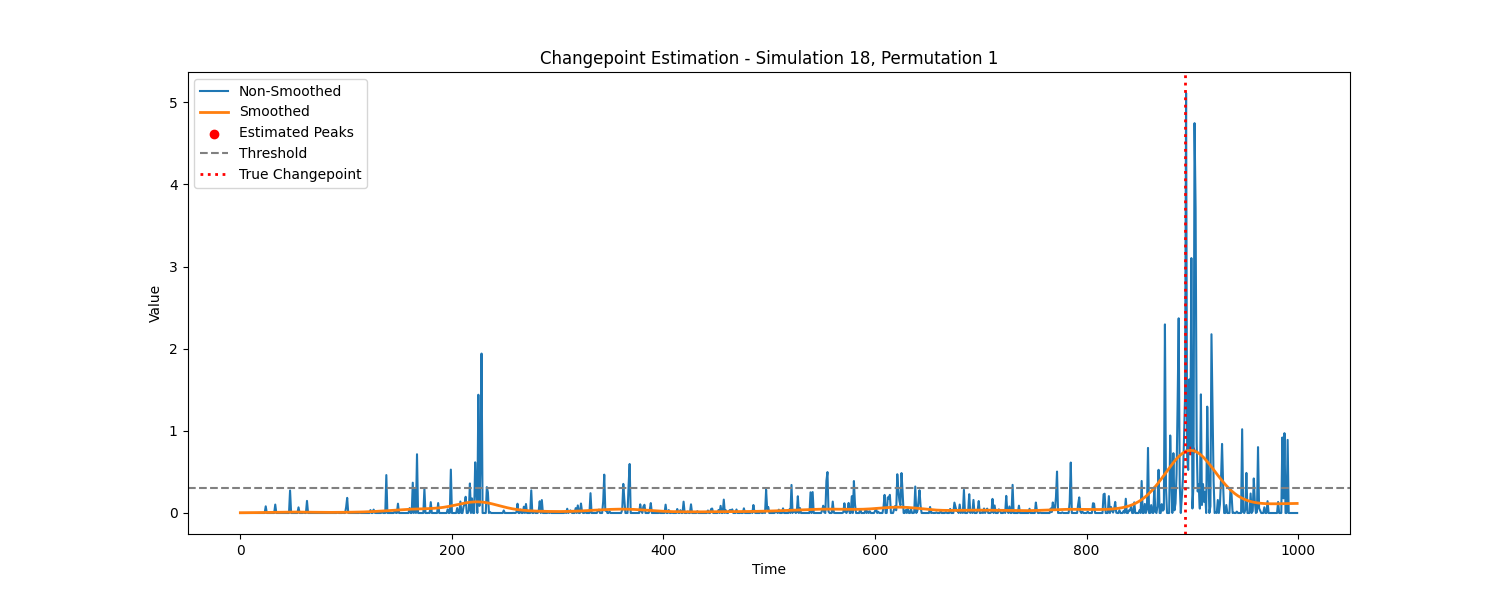 Changepoint Estimation - Simulation 18, Permutation 1
Non-Smoothed
Smoothed
Estimated Peaks
Threshold
True Changepoint
Value
5
4
3
2
1
0
0 200 400 600 800 1000
Time